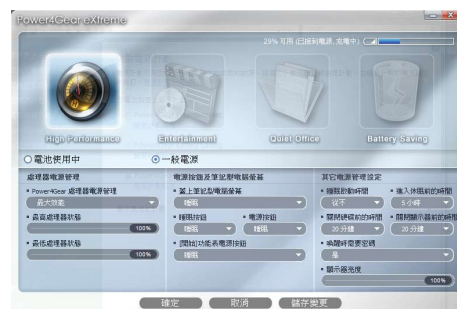 Power4Gear eXtreme
29% 可用 (已接到電源, 充電中)
High Performance
Entertainment
Quiet Office
Battery Saving
電池使用中
一般電源
處理器電源管理
Power4Gear 處理器電源管理
最大效能
最高處理器狀態
100%
最低處理器狀態
100%
電源按鈕及筆記型電腦螢幕
蓋上筆記型電腦螢幕
睡眠
睡眠按鈕
電源按鈕
睡眠
睡眠
[開始]功能表電源按鈕
睡眠
其它電源管理設定
睡眠啟動時間
進入休眠前的時間
從不
5 小時
關閉硬碟前的時間
關閉顯示器前的時間
20 分鐘
20 分鐘
喚醒時需要密碼
是
顯示器亮度
100%
確定
取消
儲存變更